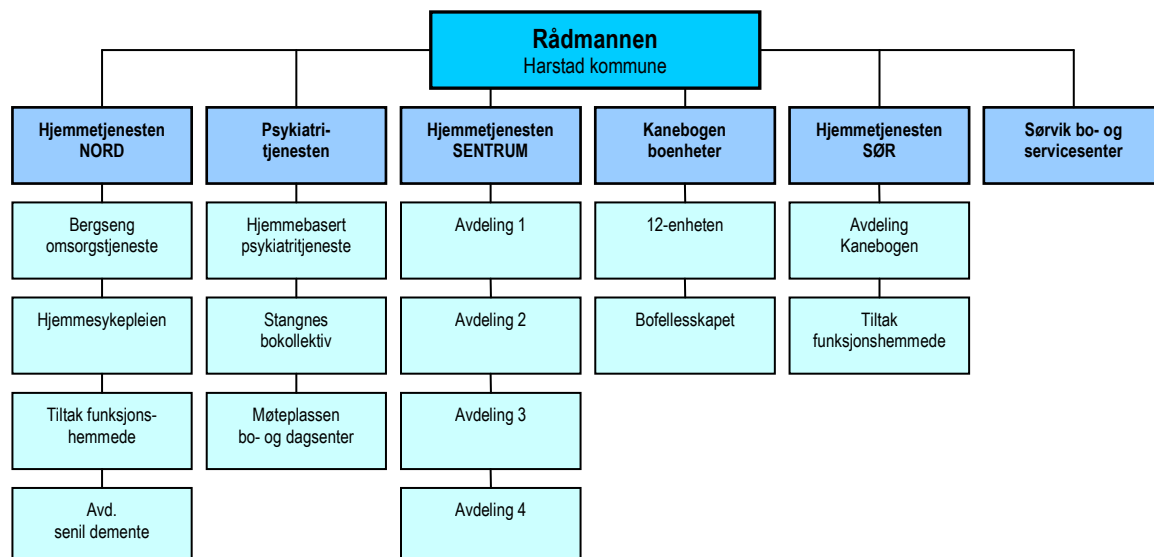 Rådmannen
Harstad kommune
Hjemmetjenesten
NORD
Psykiatri-
tjenesten
Hjemmetjenesten
SENTRUM
Kanebogen
boenheter
Hjemmetjenesten
SØR
Sørvik bo- og
servicesenter
Bergseng
omsorgstjeneste
Hjemmebasert
psykiatritjeneste
Avdeling 1
12-enheten
Avdeling
Kanebogen
Hjemmesykepleien
Stangnes
bokollektiv
Avdeling 2
Bofellesskapet
Tiltak
funksjonshemmede
Tiltak funksjons-
hemmede
Møteplassen
bo- og dagsenter
Avdeling 3
Avd.
senil demente
Avdeling 4